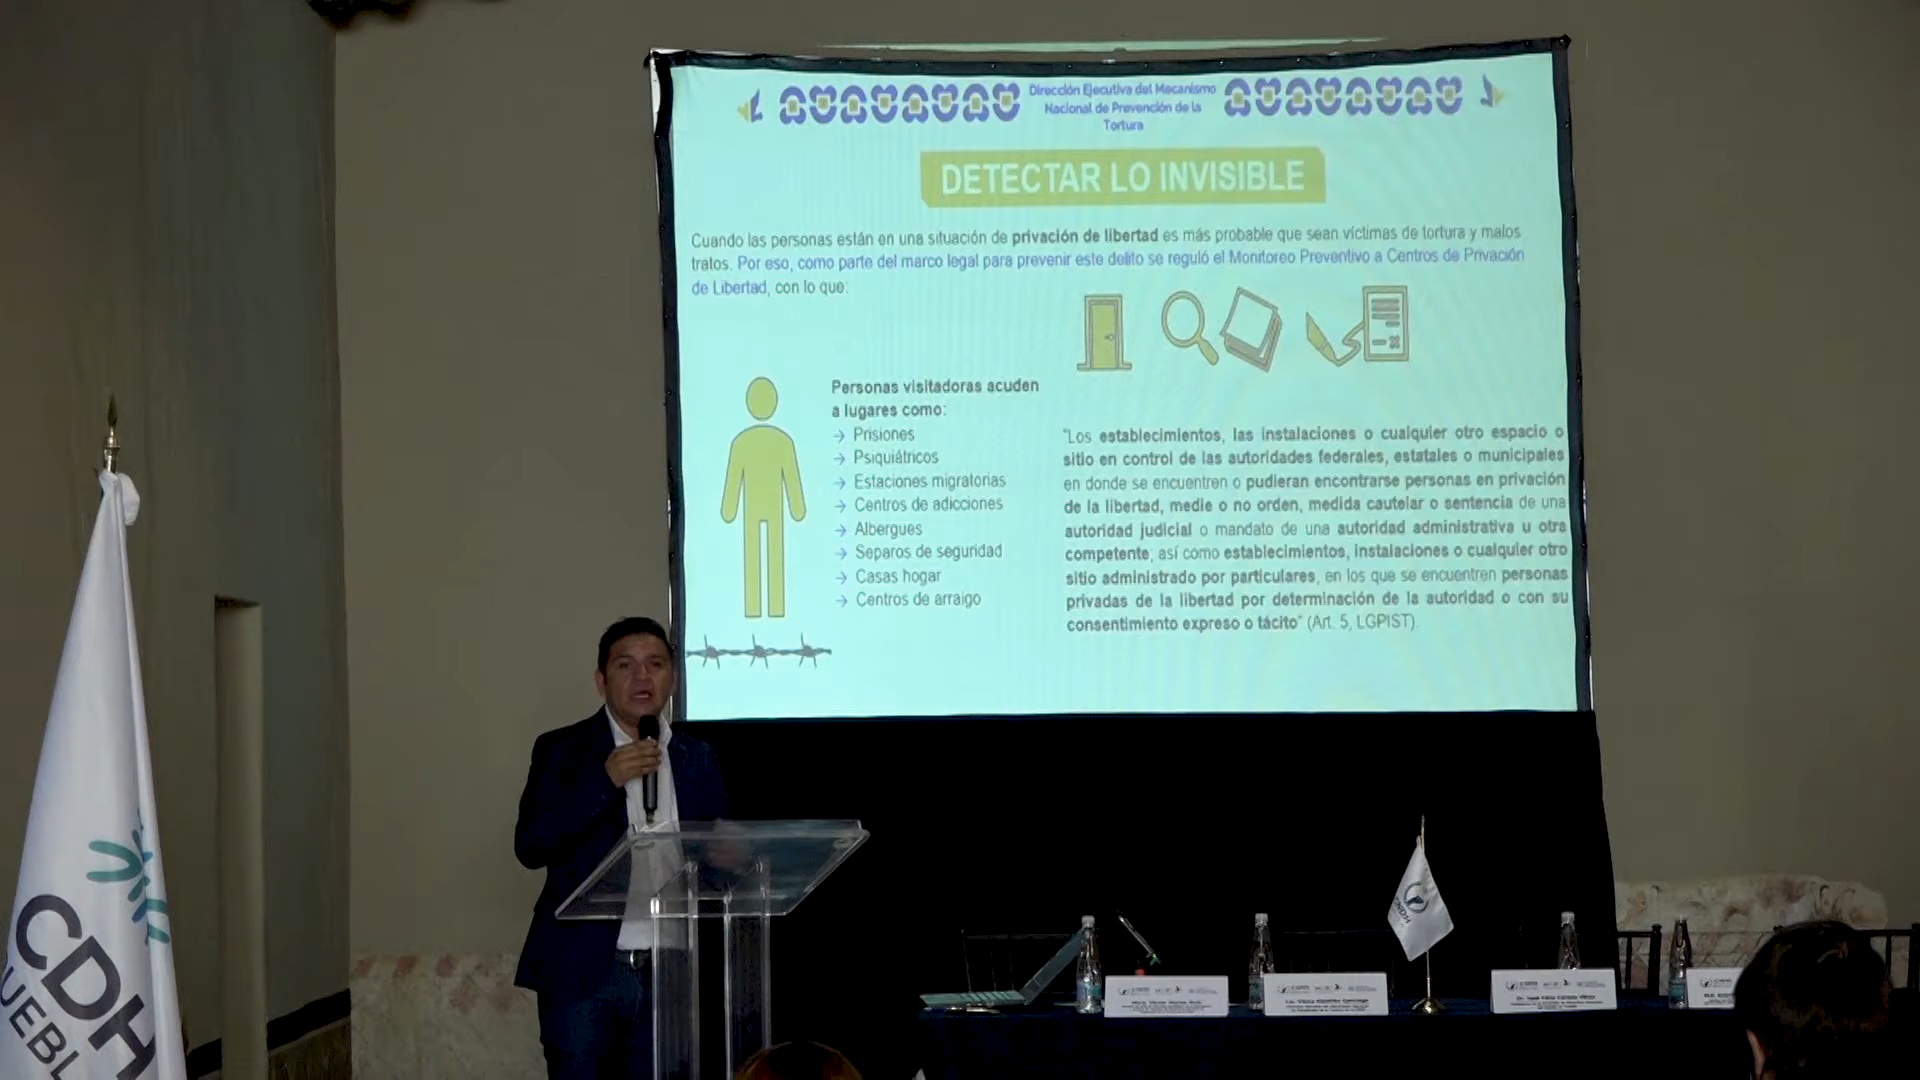 Dirección Ejecutiva del Mecanismo
Nacional de Prevención de la
Tortura
DETECTAR LO INVISIBLE
Cuando las personas están en una situación de privación de libertad es más probable que sean víctimas de tortura y malos
tratos. Por eso, como parte del marco legal para prevenir este delito se reguló el Monitoreo Preventivo a Centros de Privación
de Libertad, con lo que:
Personas visitadoras acuden
a lugares como:
→ Prisiones
→ Psiquiátricos
→ Estaciones migratorias
→ Centros de adicciones
→ Albergues
→ Separos de seguridad
→ Casas hogar
→ Centros de arraigo
"Los establecimientos, las instalaciones o cualquier otro espacio o
sitio en control de las autoridades federales, estatales o municipales
en donde se encuentren o pudieran encontrarse personas en privación
de la libertad, medie o no orden, medida cautelar o sentencia de una
autoridad judicial o mandato de una autoridad administrativa u otra
competente, así como establecimientos, instalaciones o cualquier otro
sitio administrado por particulares, en los que se encuentren personas
privadas de la libertad por determinación de la autoridad o con su
consentimiento expreso o tácito" (Art. 5, LGPIST).
CDH
UEBL
CNDH